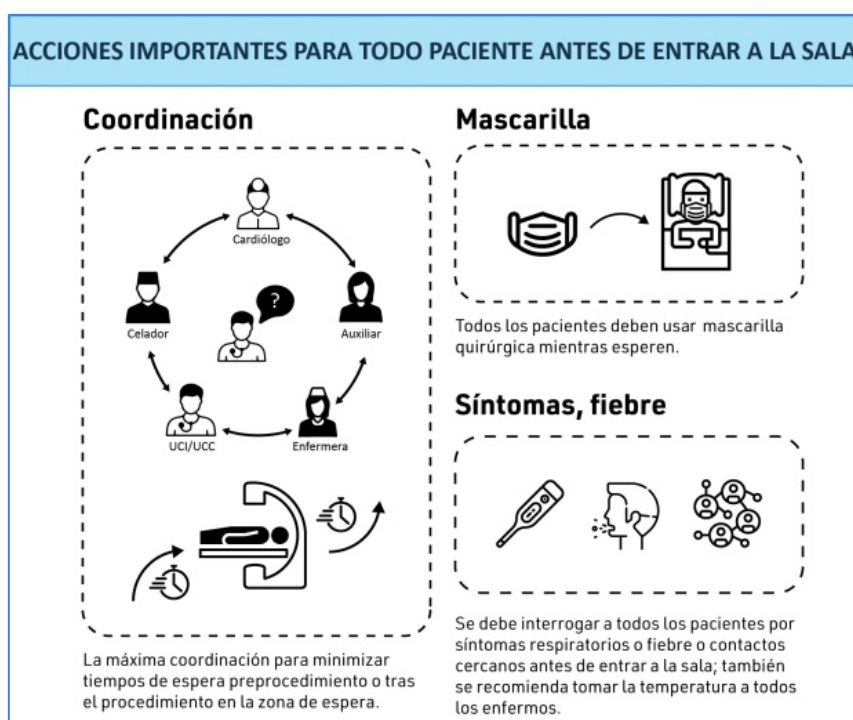 ACCIONES IMPORTANTES PARA TODO PACIENTE ANTES DE ENTRAR A LA SALA
Coordinación
Cardiólogo
Celador
?
Auxiliar
UCI/UCC
Enfermera
La máxima coordinación para minimizar
tiempos de espera preprocedimiento o tras
el procedimiento en la zona de espera.
Mascarilla
Todos los pacientes deben usar mascarilla
quirúrgica mientras esperen.
Síntomas, fiebre
Se debe interrogar a todos los pacientes por
síntomas respiratorios o fiebre o contactos
cercanos antes de entrar a la sala; también
se recomienda tomar la temperatura a todos
los enfermos.